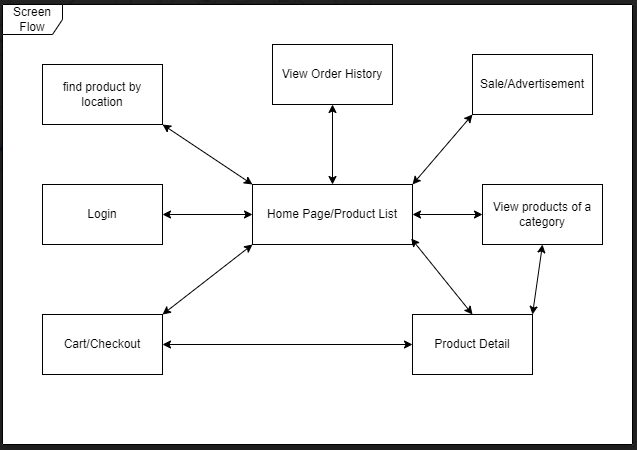 Screen
Flow
View Order History
find product by
location
Sale/Advertisement
Login
Home Page/Product List
View products of a
category
Cart/Checkout
Product Detail